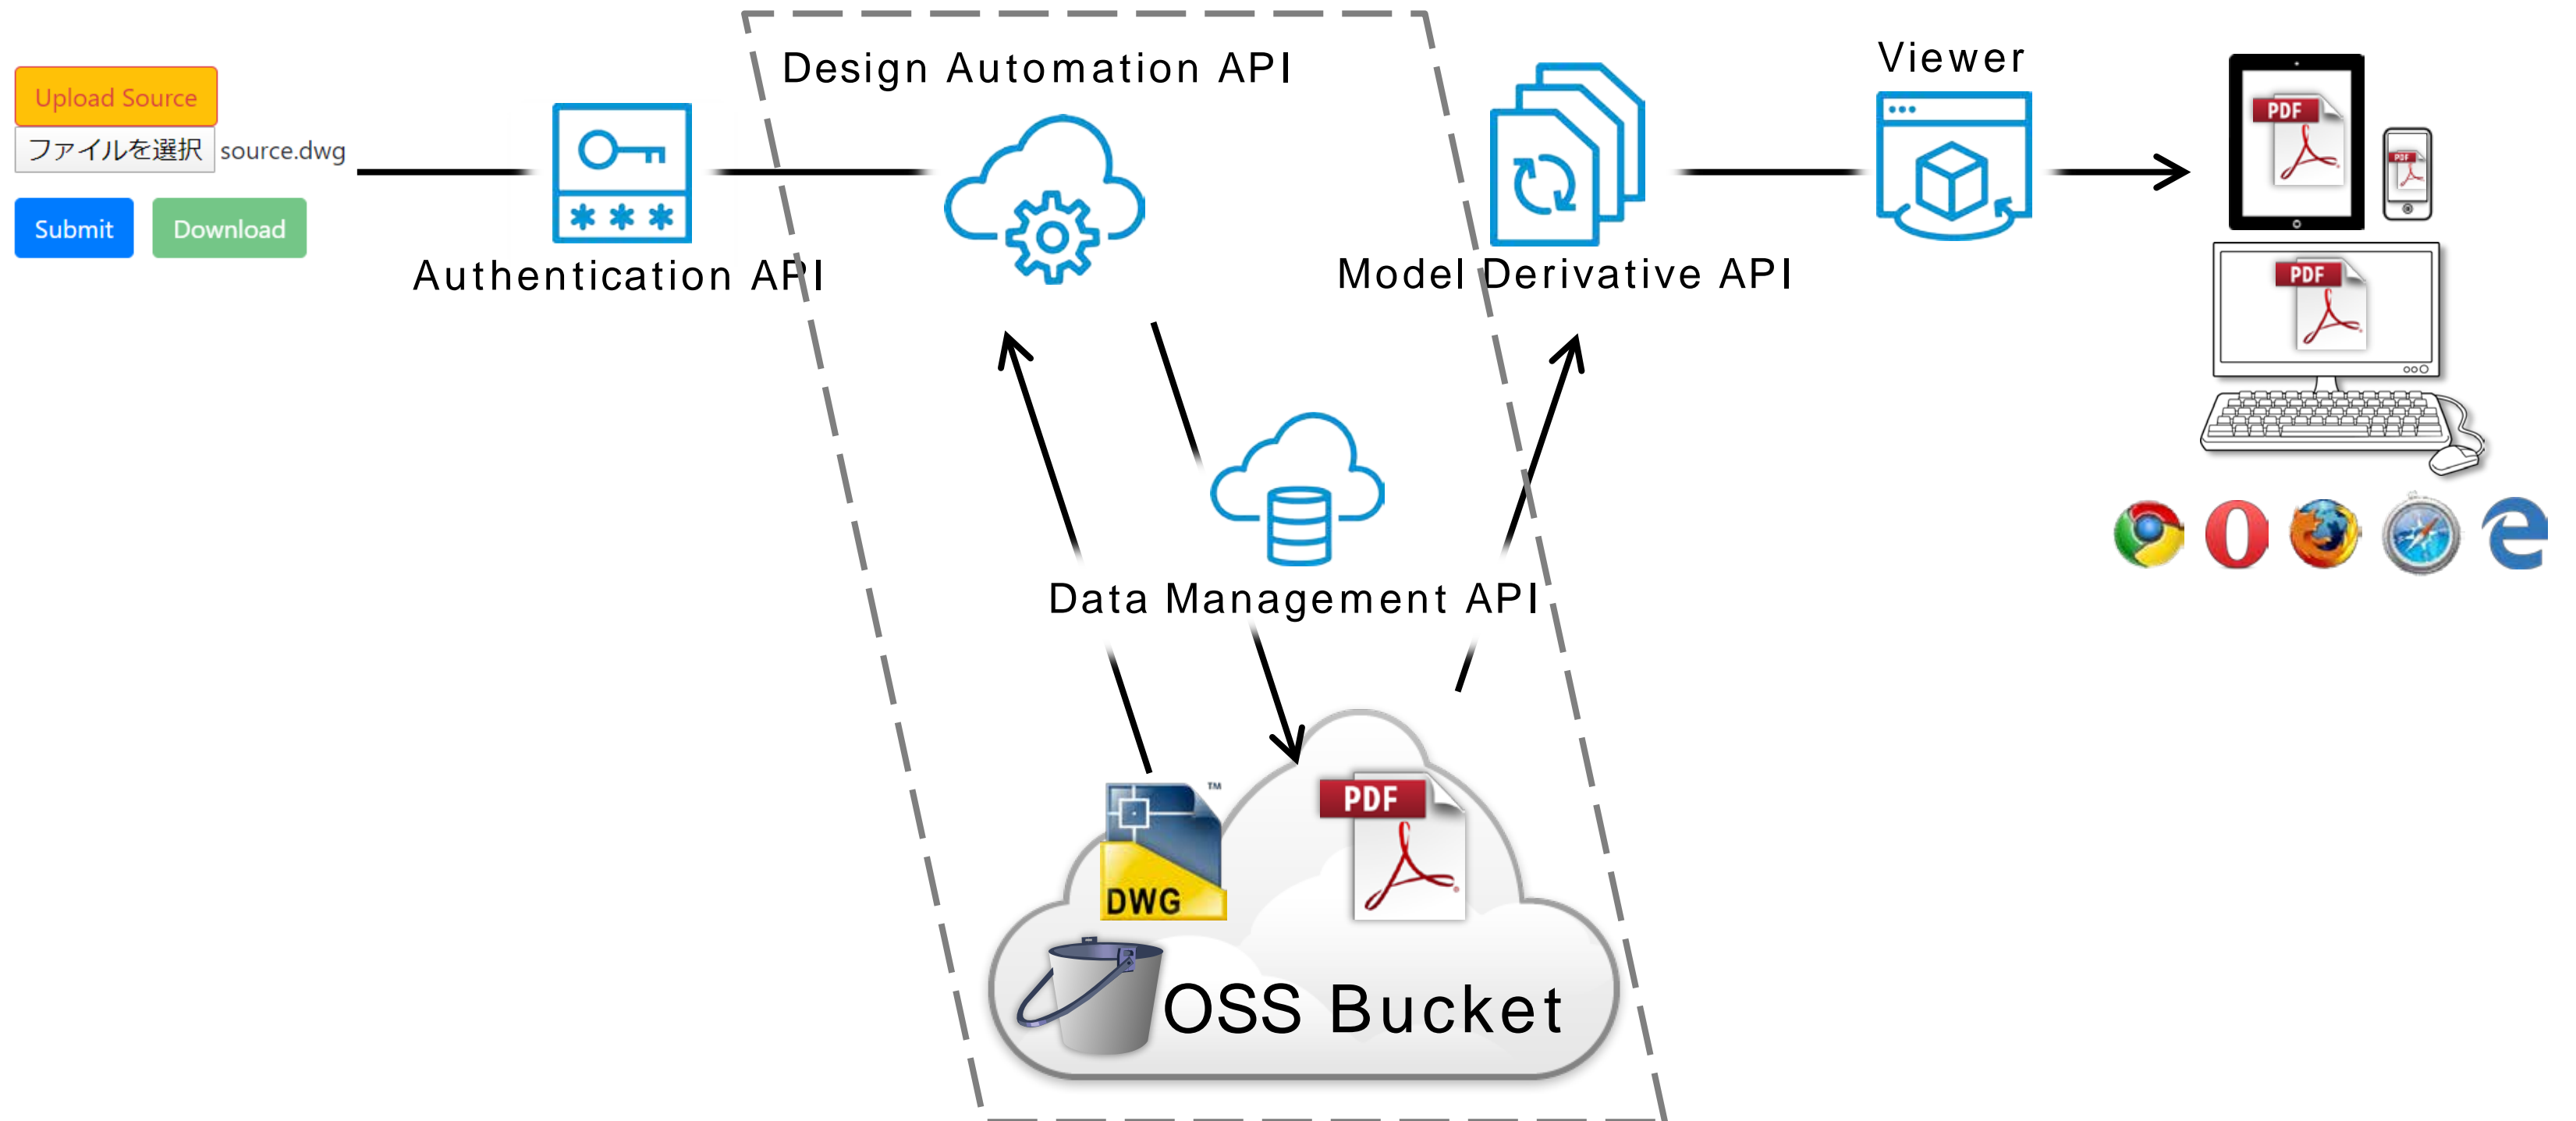 Upload Source
ファイルを選択 source.dwg
Submit Download
Authentication API
Design Automation API
Model Derivative API
Viewer
PDF
PDF
PDF
Data Management API
DWG
TM
PDF
OSS Bucket